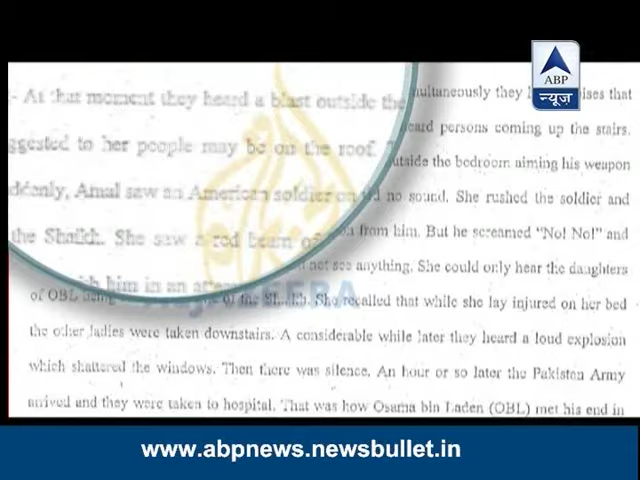 ABP
न्यूज़
- At that moment they heard a blast outside the
ggested to her people may be on the roof.
ddenly, Amal saw an American soldier on
the Shaikh. She saw a red beam of
him in an
multaneously they
ises that
heard persons coming up the stairs.
utside the bedroom aiming his weapon
no sound. She rushed the soldier and
from him. But he screamed "No! No!" and
not see anything. She could only hear the daughters
of OBL being of the Shaikh. She recalled that while she lay injured on her bed
the other ladies were taken downstairs. A considerable while later they heard a loud explosion
which shattered the windows. Then there was silence. An hour or so later the Pakistan Army
arrived and they were taken to hospital. That was how Osama bin Laden (OBL) met his end in
www.abpnews.newsbullet.in